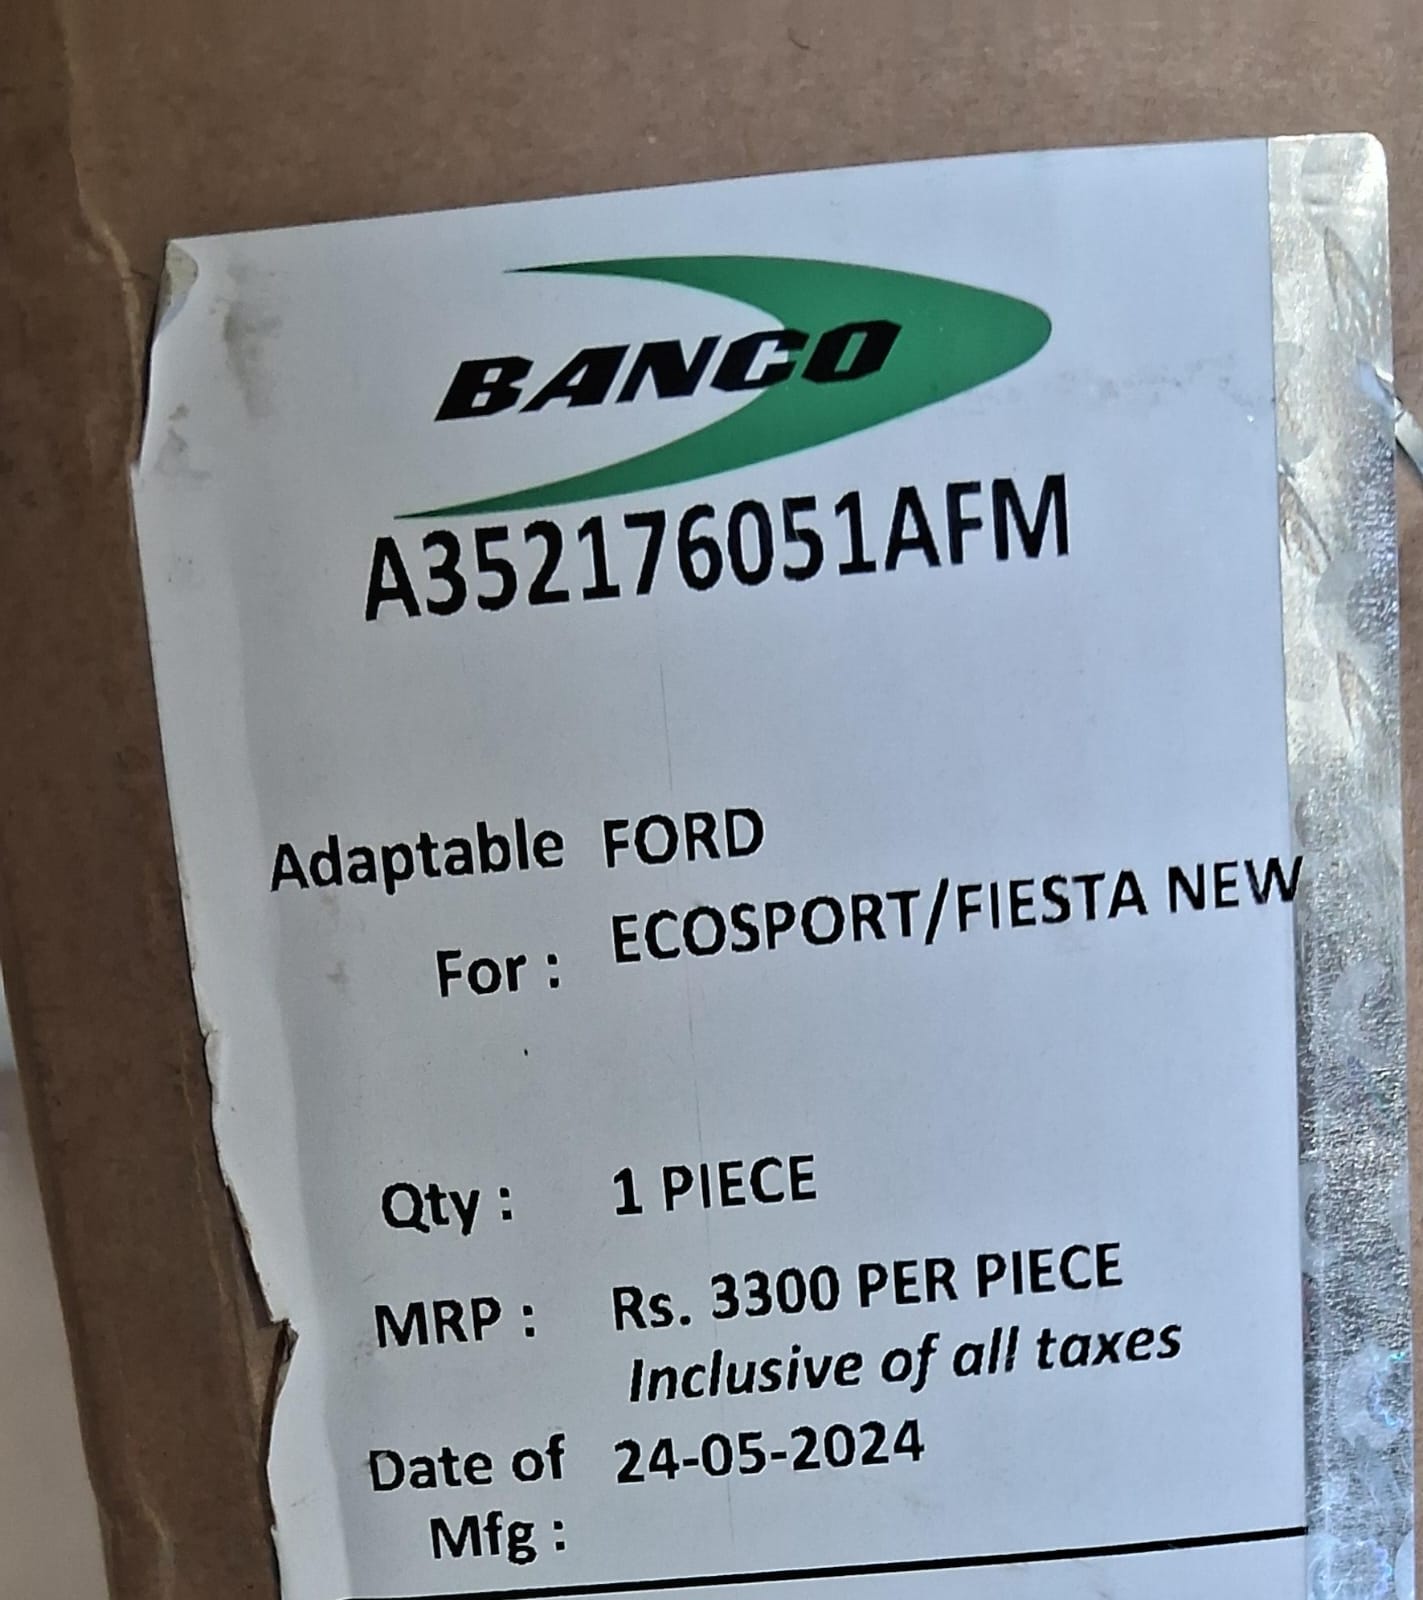 BANCO
A352176051AFM
Adaptable FORD
For : ECOSPORT/FIESTA NEW
Qty : 1 PIECE
MRP : Rs. 3300 PER PIECE
Inclusive of all taxes
Date of 24-05-2024
Mfg :